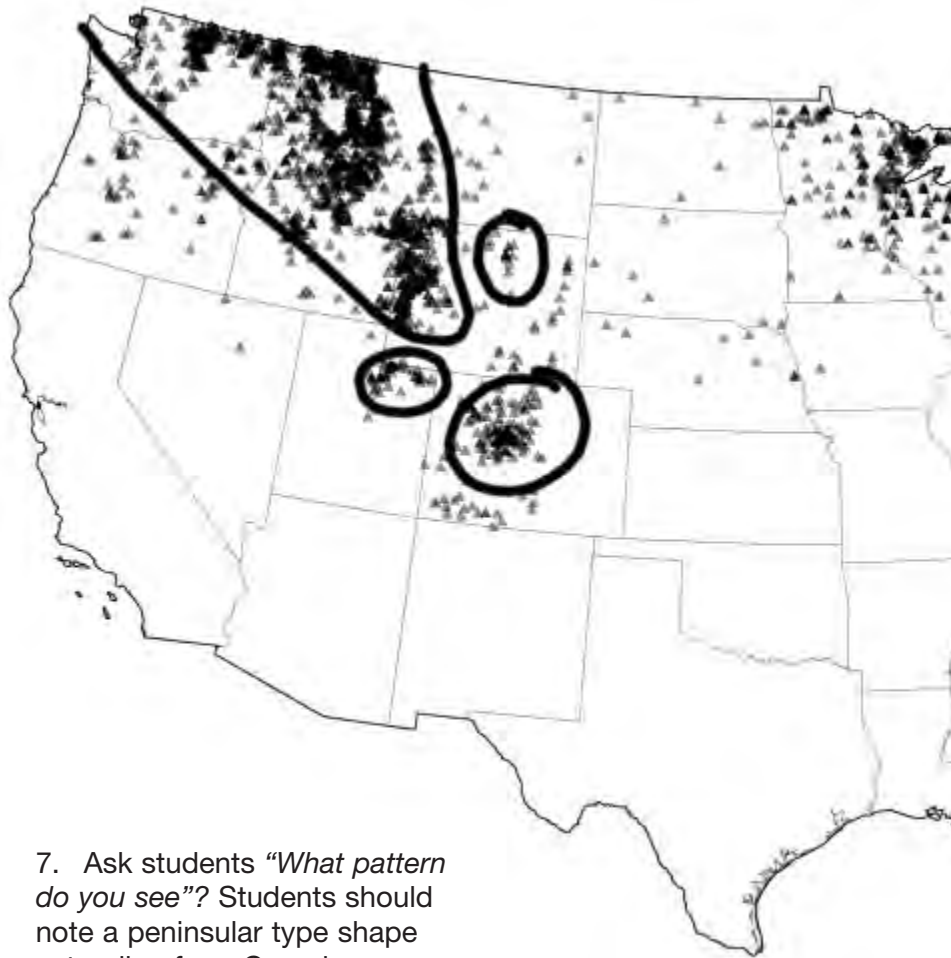 7. Ask students “What pattern
do you see”? Students should
note a peninsular type shape